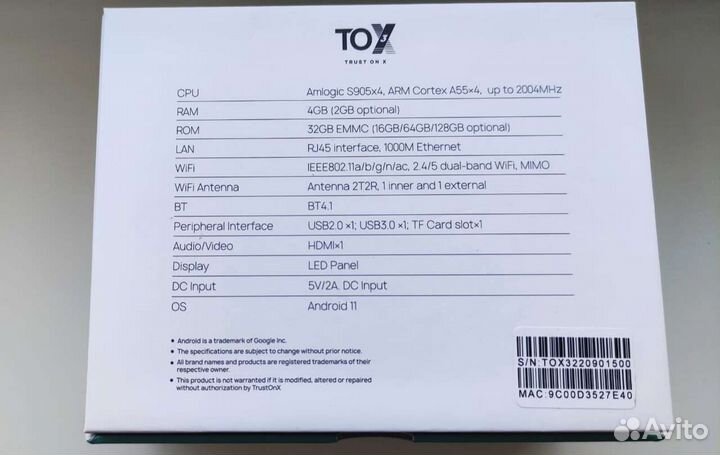 TOX3
TRUST ON X
CPU Amlogic S905x4, ARM Cortex A55×4, up to 2004MHz
RAM 4GB (2GB optional)
ROM 32GB EMMC (16GB/64GB/128GB optional)
LAN RJ45 interface, 1000M Ethernet
WiFi IEEE802.11a/b/g/n/ac, 2.4/5 dual-band WiFi, MIMO
WiFi Antenna Antenna 2T2R, 1 inner and 1 external
BT BT4.1
Peripheral Interface USB2.0 ×1; USB3.0 ×1; TF Card slot×1
Audio/Video HDMI×1
Display LED Panel
DC Input 5V/2A. DC Input
OS Android 11
• Android is a trademark of Google Inc.
• The specifications are subject to change without prior notice.
• All brand names and products are registered trademarks of their
respective owner.
• This product is not warranted if it is modified, altered or repaired
without authorization by TrustOnX
S/N:TOX3220901500
MAC:9C00D3527E40
Avito